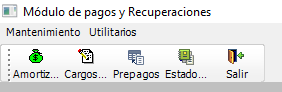 Módulo de pagos y Recuperaciones
Mantenimiento Utilitarios
Amortiz... Cargos... Prepagos Estado... Salir